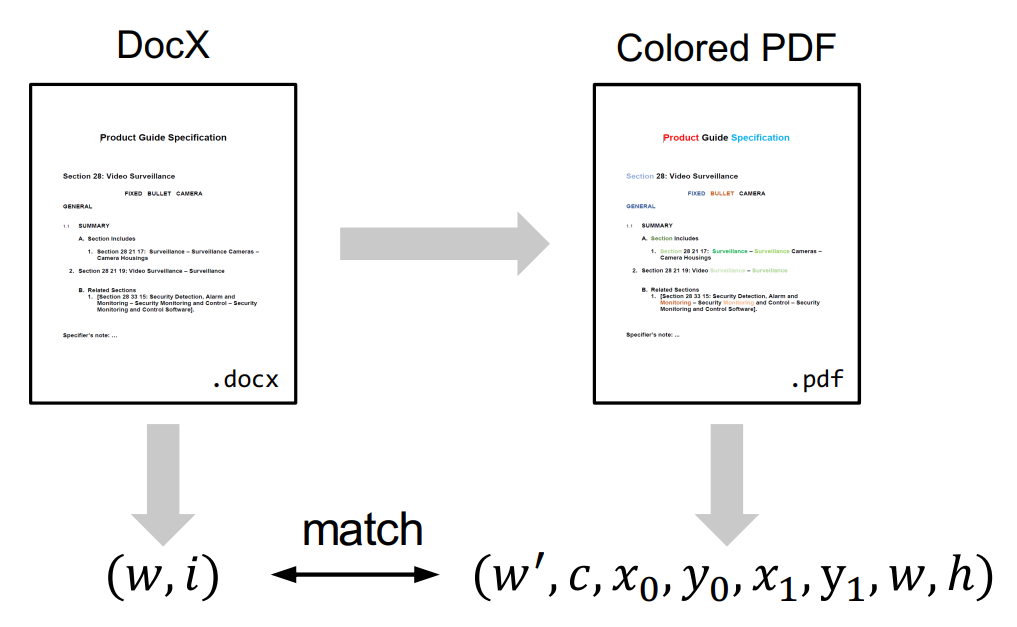 DocX
Product Guide Specification
Section 28: Video Surveillance
FIXED BULLET CAMERA
GENERAL
1.1 SUMMARY
A. Section Includes
1. Section 28 21 17: Surveillance – Surveillance Cameras –
Camera Housings
2. Section 28 21 19: Video Surveillance – Surveillance
B. Related Sections
1. [Section 28 33 15: Security Detection, Alarm and
Monitoring – Security Monitoring and Control – Security
Monitoring and Control Software].
Specifier's note: ...
.docx
Colored PDF
Product Guide Specification
Section 28: Video Surveillance
FIXED BULLET CAMERA
GENERAL
1.1 SUMMARY
A. Section Includes
1. Section 28 21 17: Surveillance – Surveillance Cameras –
Camera Housings
2. Section 28 21 19: Video Surveillance – Surveillance
B. Related Sections
1. [Section 28 33 15: Security Detection, Alarm and
Monitoring – Security Monitoring and Control – Security
Monitoring and Control Software].
Specifier's note: ...
.pdf
(w, i)
match
(w′, c, x₀, y₀, x₁, y₁, w, h)